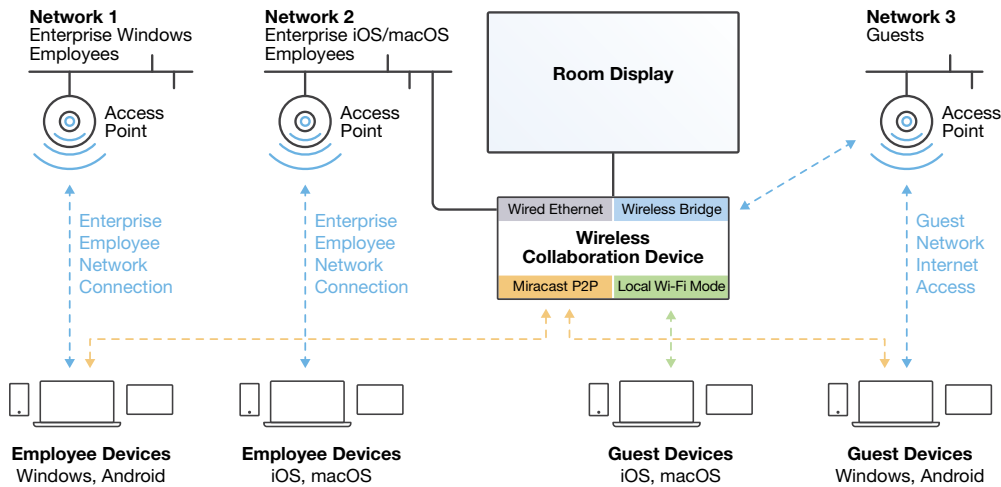 Network 1
Enterprise Windows
Employees
Network 2
Enterprise iOS/macOS
Employees
Network 3
Guests
Room Display
Access
Point
Access
Point
Access
Point
Wired Ethernet
Wireless Bridge
Wireless
Collaboration Device
Miracast P2P
Local Wi-Fi Mode
Enterprise
Employee
Network
Connection
Enterprise
Employee
Network
Connection
Guest
Network
Internet
Access
Employee Devices
Windows, Android
Employee Devices
iOS, macOS
Guest Devices
iOS, macOS
Guest Devices
Windows, Android